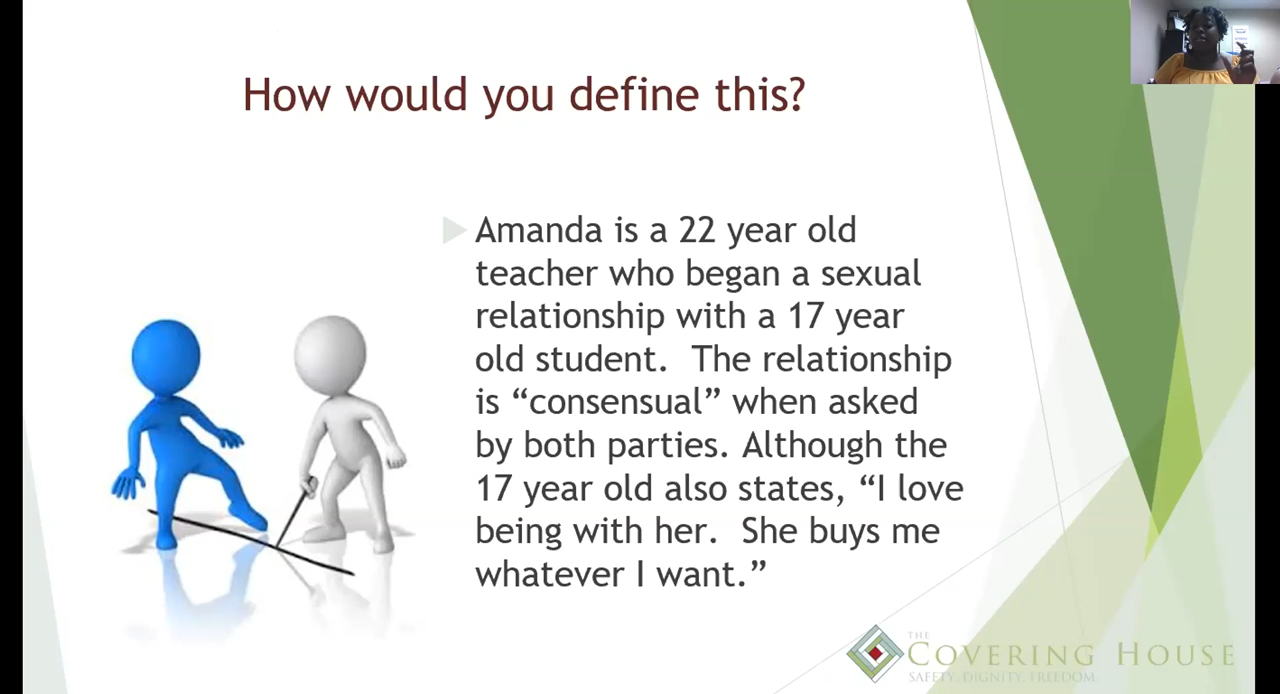 How would you define this?
Amanda is a 22 year old
teacher who began a sexual
relationship with a 17 year
old student.  The relationship
is “consensual” when asked
by both parties. Although the
17 year old also states, “I love
being with her.  She buys me
whatever I want.”
THE
COVERING HOUSE
SAFETY. DIGNITY. FREEDOM.